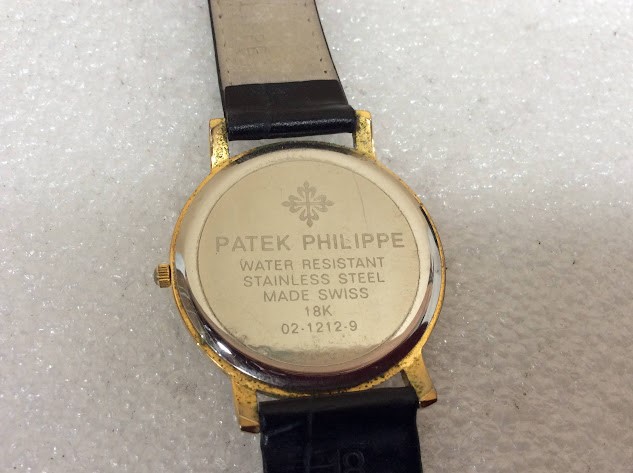 PATEK PHILIPPE
WATER RESISTANT
STAINLESS STEEL
MADE SWISS
18K
02-1212-9